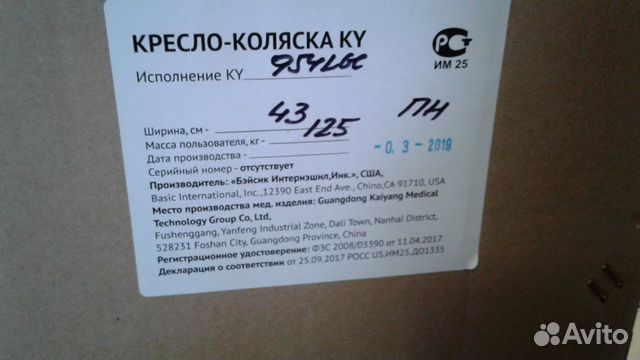 КРЕСЛО-КОЛЯСКА KY
РСТ
ИМ 25
Исполнение KY 954LGC
Ширина, см - 43 ПН
Масса пользователя, кг - 125
Дата производства - - 0. 3 - 2019
Серийный номер - отсутствует
Производитель: «Бэйсик Интернэшнл,Инк.», США,
Basic International, Inc.,12390 East End Ave., Chino,CA 91710, USA
Место производства мед. изделия: Guangdong Kaiyang Medical
Technology Group Co, Ltd,
Fushenggang, Yanfeng Industrial Zone, Dali Town, Nanhai District,
528231 Foshan City, Guangdong Province, China
Регистрационное удостоверение: ФЗС 2008/03390 от 11.04.2017
Декларация о соответствии от 25.09.2017 РОСС US.ИМ25.Д01335
Avito